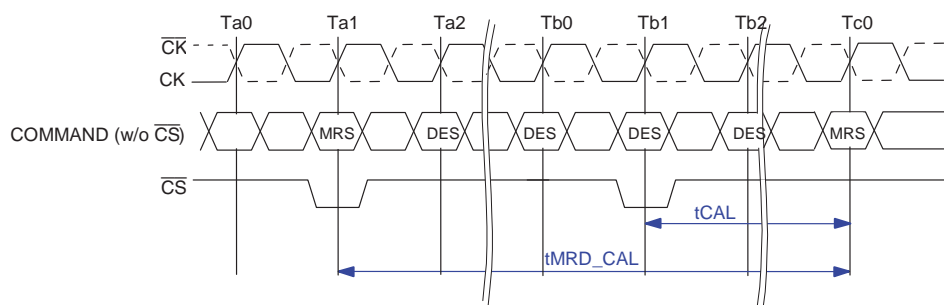 Ta0 Ta1 Ta2 Tb0 Tb1 Tb2 Tc0
CK
CK
COMMAND (w/o CS) MRS DES DES DES DES MRS
CS
tCAL
tMRD_CAL